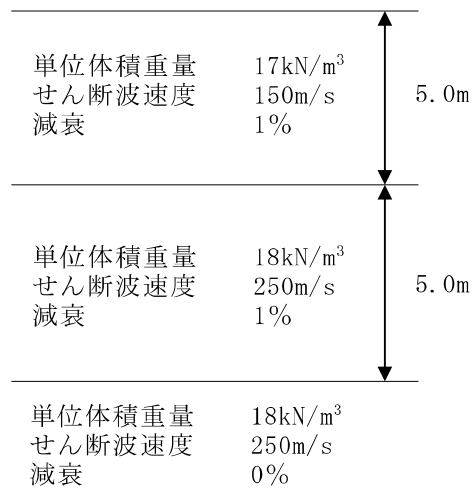 単位体積重量 17kN/m³
せん断波速度 150m/s 5.0m
減衰 1%
単位体積重量 18kN/m³
せん断波速度 250m/s 5.0m
減衰 1%
単位体積重量 18kN/m³
せん断波速度 250m/s
減衰 0%